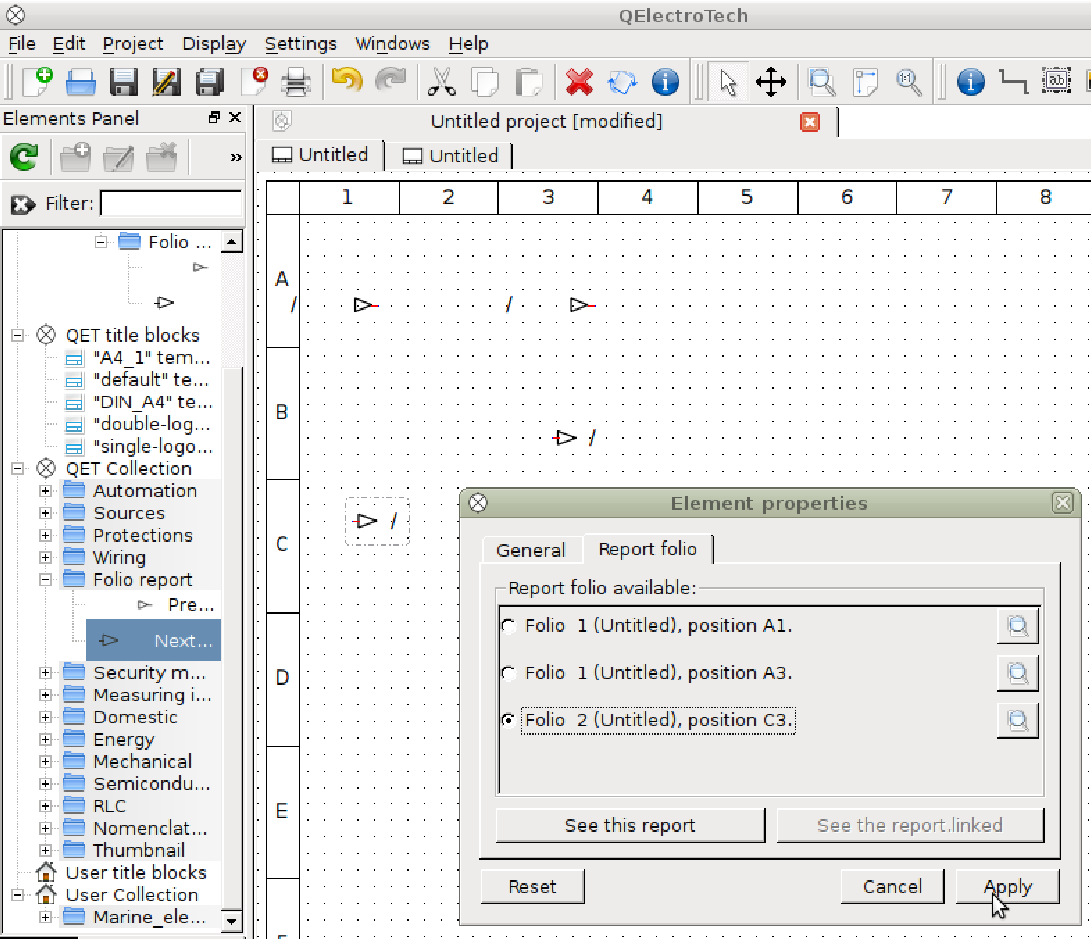 QElectroTech
File Edit Project Display Settings Windows Help
Elements Panel
»
Filter:
Folio ...
QET title blocks
"A4_1" tem...
"default" te...
"DIN_A4" te...
"double-log...
"single-logo...
QET Collection
Automation
Sources
Protections
Wiring
Folio report
Pre...
Next...
Security m...
Measuring i...
Domestic
Energy
Mechanical
Semicondu...
RLC
Nomenclat...
Thumbnail
User title blocks
User Collection
Marine_ele...
Untitled project [modified]
Untitled Untitled
1 2 3 4 5 6 7 8
A
/ /
B
/
C
/
D
E
Element properties
General Report folio
Report folio available:
Folio 1 (Untitled), position A1.
Folio 1 (Untitled), position A3.
Folio 2 (Untitled), position C3.
See this report See the report.linked
Reset Cancel Apply